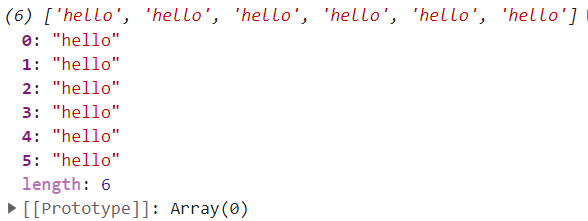 (6) ['hello', 'hello', 'hello', 'hello', 'hello', 'hello']
0: "hello"
1: "hello"
2: "hello"
3: "hello"
4: "hello"
5: "hello"
length: 6
▶ [[Prototype]]: Array(0)